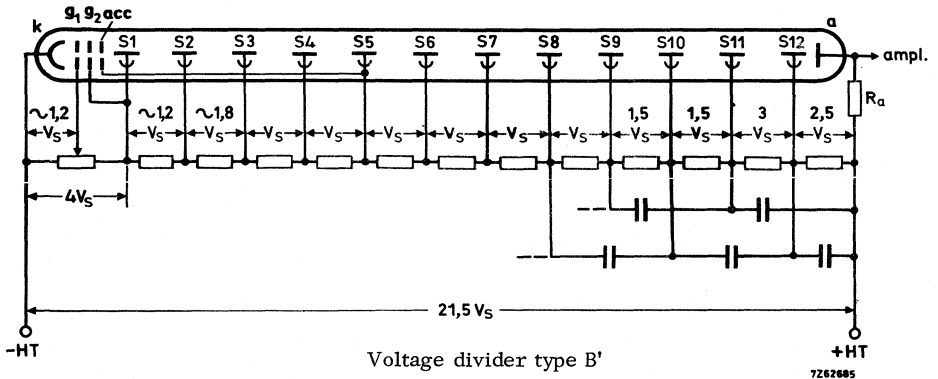 k g₁ g₂ acc a
S1 S2 S3 S4 S5 S6 S7 S8 S9 S10 S11 S12
ampl.
Rₐ
~1,2 ~1,2 ~1,8 1,5 1,5 3 2,5
Vₛ Vₛ Vₛ Vₛ Vₛ Vₛ Vₛ Vₛ Vₛ Vₛ Vₛ Vₛ Vₛ
4Vₛ
21,5 Vₛ
-HT
+HT
Voltage divider type B'
7Z62685